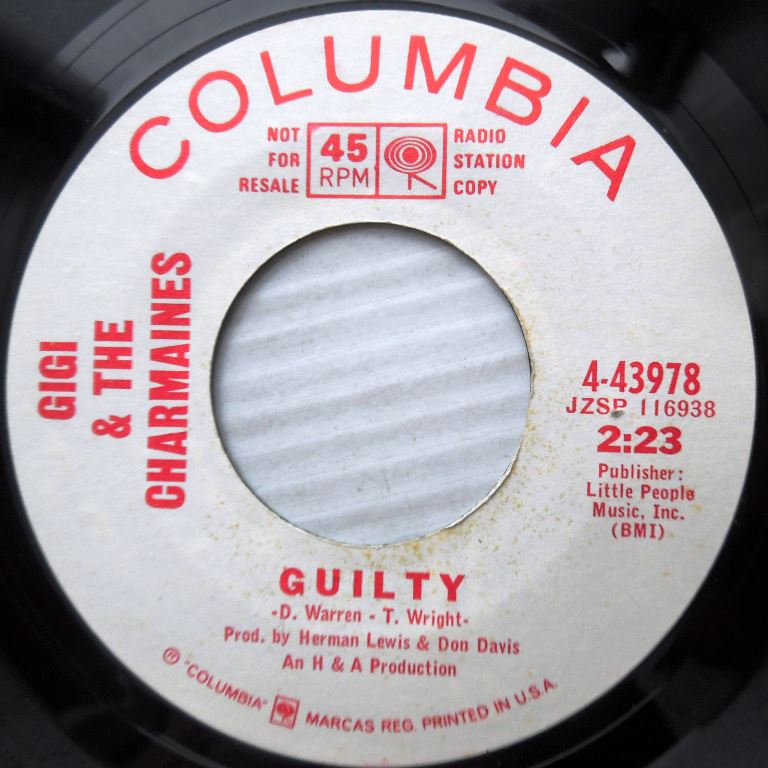 COLUMBIA
NOT FOR RESALE
45 RPM
RADIO STATION COPY
GIGI
& THE
CHARMAINES
4-43978
JZSP 116938
2:23
Publisher:
Little People
Music, Inc.
(BMI)
GUILTY
-D. Warren - T. Wright-
Prod. by Herman Lewis & Don Davis
An H & A Production
® "COLUMBIA" MARCAS REG. PRINTED IN U.S.A.